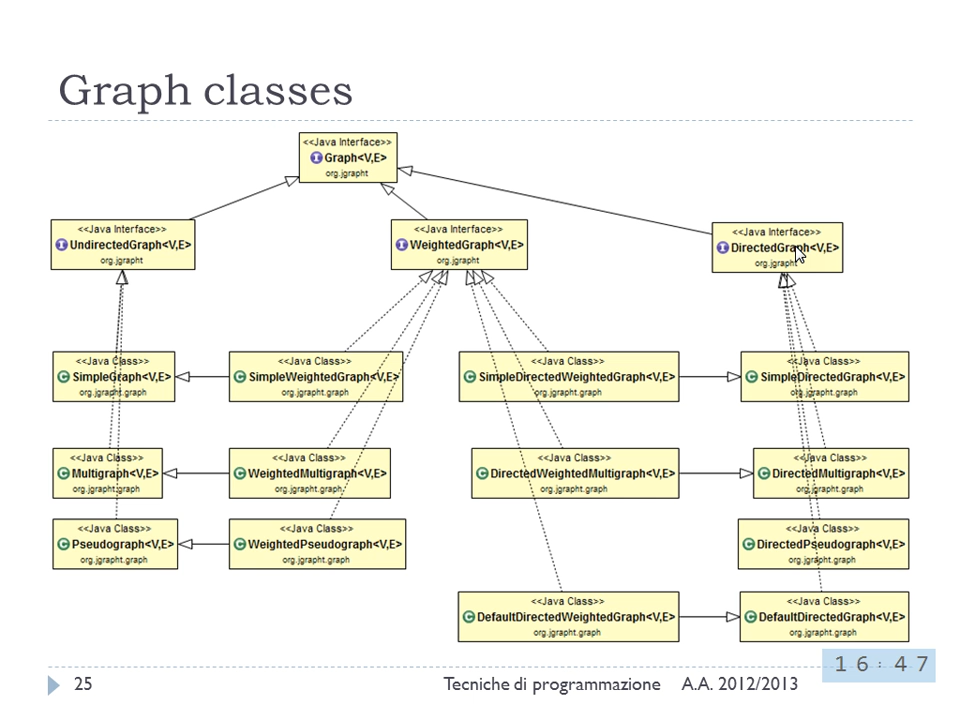 Graph classes
<<Java Interface>>
Graph<V,E>
org.jgrapht
<<Java Interface>>
UndirectedGraph<V,E>
org.jgrapht
<<Java Interface>>
WeightedGraph<V,E>
org.jgrapht
<<Java Interface>>
DirectedGraph<V,E>
org.jgrapht
<<Java Class>>
SimpleGraph<V,E>
org.jgrapht.graph
<<Java Class>>
SimpleWeightedGraph<V,E>
org.jgrapht.graph
<<Java Class>>
SimpleDirectedWeightedGraph<V,E>
org.jgrapht.graph
<<Java Class>>
SimpleDirectedGraph<V,E>
org.jgrapht.graph
<<Java Class>>
Multigraph<V,E>
org.jgrapht.graph
<<Java Class>>
WeightedMultigraph<V,E>
org.jgrapht.graph
<<Java Class>>
DirectedWeightedMultigraph<V,E>
org.jgrapht.graph
<<Java Class>>
DirectedMultigraph<V,E>
org.jgrapht.graph
<<Java Class>>
Pseudograph<V,E>
org.jgrapht.graph
<<Java Class>>
WeightedPseudograph<V,E>
org.jgrapht.graph
<<Java Class>>
DirectedPseudograph<V,E>
org.jgrapht.graph
<<Java Class>>
DefaultDirectedWeightedGraph<V,E>
org.jgrapht.graph
<<Java Class>>
DefaultDirectedGraph<V,E>
org.jgrapht.graph
16:47
25
Tecniche di programmazione A.A. 2012/2013